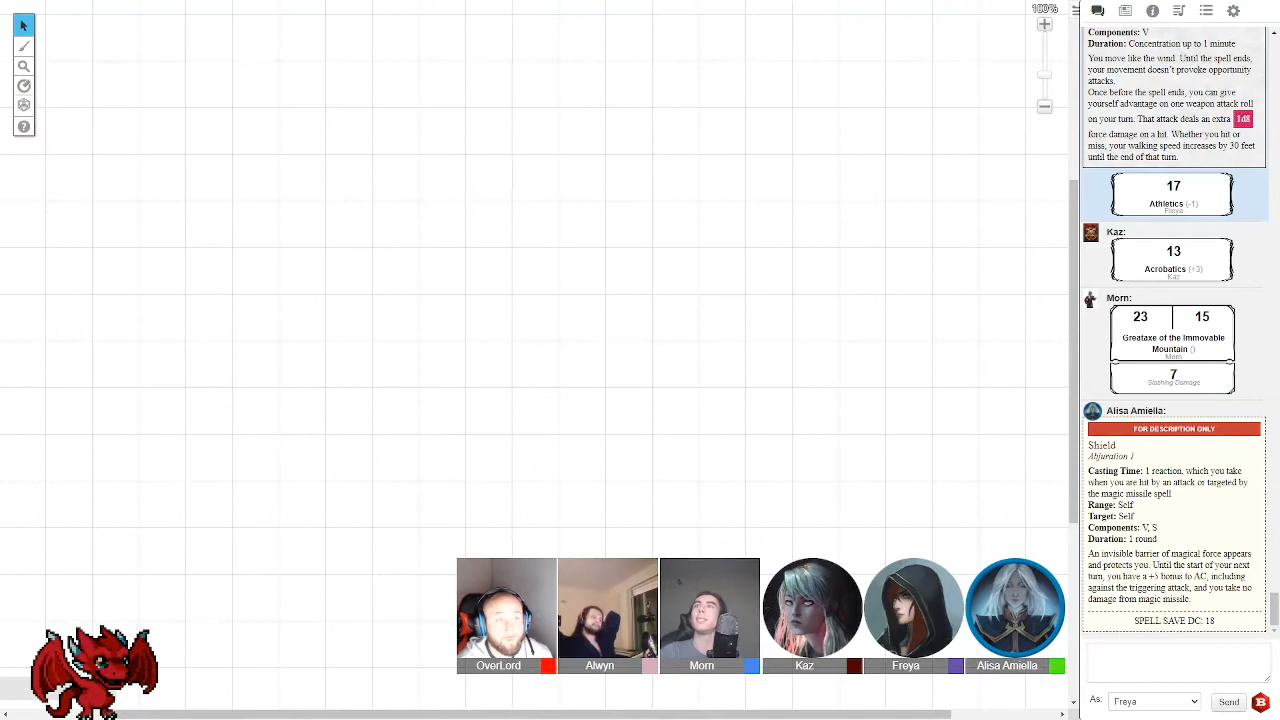 100%
Components: V
Duration: Concentration up to 1 minute
You move like the wind. Until the spell ends,
your movement doesn't provoke opportunity
attacks.
Once before the spell ends, you can give
yourself advantage on one weapon attack roll
on your turn. That attack deals an extra 1d8
force damage on a hit. Whether you hit or
miss, your walking speed increases by 30 feet
until the end of that turn.
17
Athletics (-1)
Freya
Kaz:
13
Acrobatics (+3)
Kaz
Morn:
23 15
Greataxe of the Immovable
Mountain ()
Morn
7
Slashing Damage
Alisa Amiella:
FOR DESCRIPTION ONLY
Shield
Abjuration 1
Casting Time: 1 reaction, which you take
when you are hit by an attack or targeted by
the magic missile spell
Range: Self
Target: Self
Components: V, S
Duration: 1 round
An invisible barrier of magical force appears
and protects you. Until the start of your next
turn, you have a +5 bonus to AC, including
against the triggering attack, and you take no
damage from magic missile.
SPELL SAVE DC: 18
OverLord
Alwyn
Morn
Kaz
Freya
Alisa Amiella
As: Freya Send